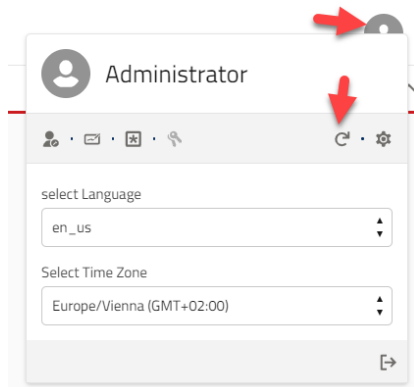 Administrator
select Language
en_us
Select Time Zone
Europe/Vienna (GMT+02:00)